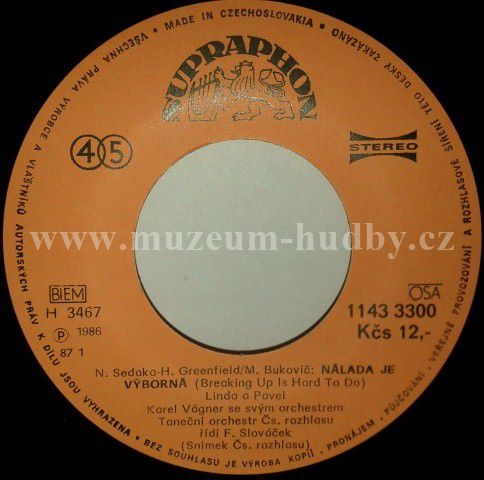 MADE IN CZECHOSLOVAKIA • VŠECHNA PRÁVA VÝROBCE A VLASTNÍKŮ AUTORSKÝCH PRÁV K DÍLU JSOU VYHRAZENA • BEZ SOUHLASU JE VÝROBA KOPIÍ, PRONÁJEM, PŮJČOVÁNÍ, VEŘEJNÉ PROVOZOVÁNÍ A ROZHLASOVÉ ŠÍŘENÍ TÉTO DESKY ZAKÁZÁNO •
SUPRAPHON
45
STEREO
www.muzeum-hudby.cz
BIEM
OSA
H 3467
1143 3300
Ⓟ 1986
Kčs 12,-
87 1
N. Sedaka-H. Greenfield/M. Bukovič: NÁLADA JE
VÝBORNÁ (Breaking Up Is Hard To Do)
Linda a Pavel
Karel Vágner se svým orchestrem
Taneční orchestr Čs. rozhlasu
řídí F. Slováček
(Snímek Čs. rozhlasu)